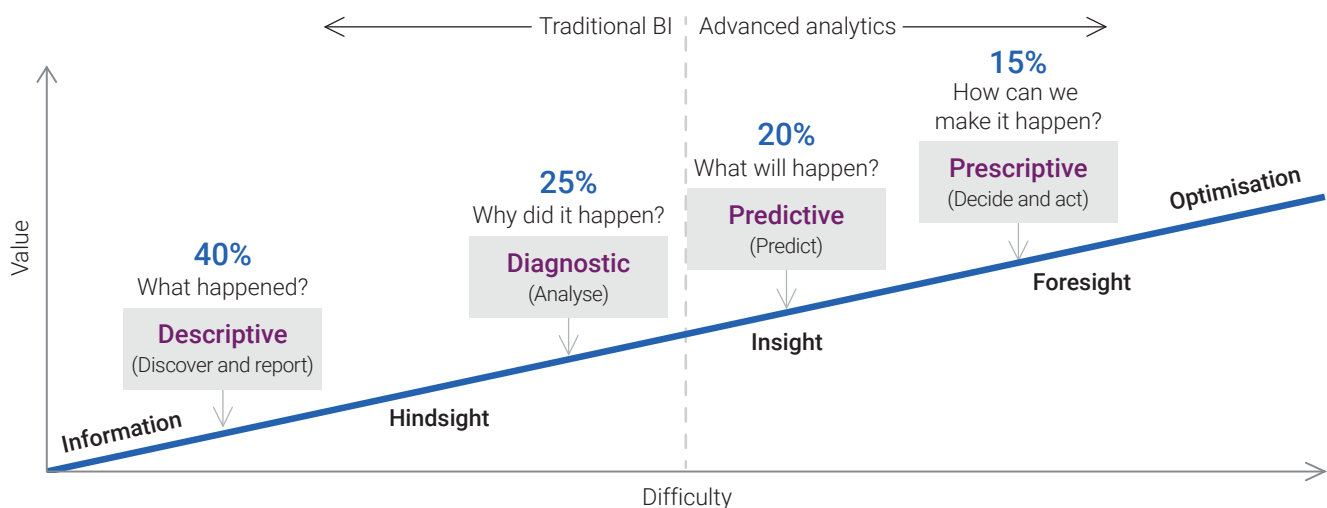 Traditional BI
Advanced analytics
Value
40%
What happened?
Descriptive
(Discover and report)
25%
Why did it happen?
Diagnostic
(Analyse)
20%
What will happen?
Predictive
(Predict)
15%
How can we
make it happen?
Prescriptive
(Decide and act)
Information
Hindsight
Insight
Foresight
Optimisation
Difficulty